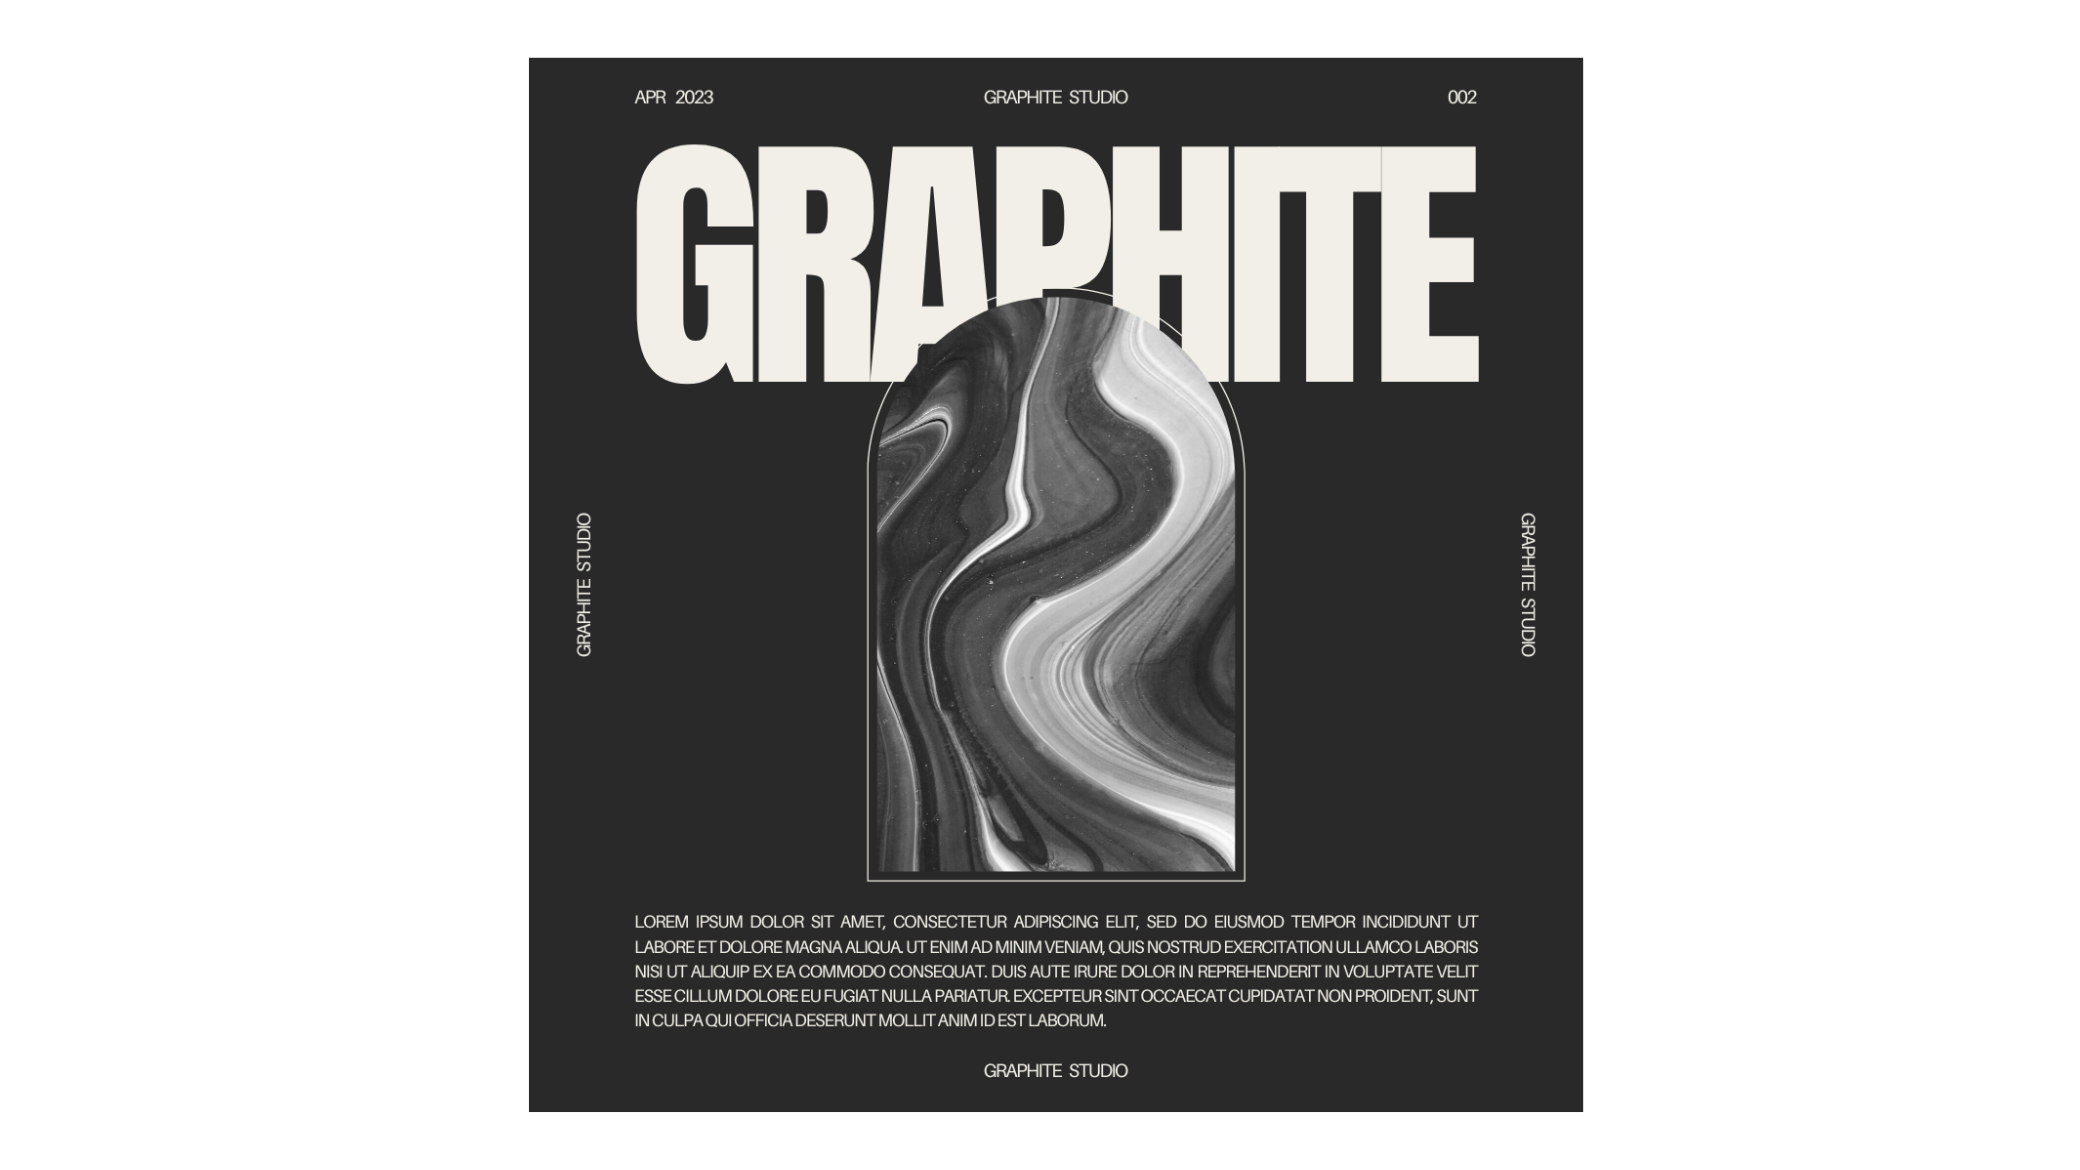 APR 2023
GRAPHITE STUDIO
002
GRAPHITE
GRAPHITE STUDIO
GRAPHITE STUDIO
LOREM IPSUM DOLOR SIT AMET, CONSECTETUR ADIPISCING ELIT, SED DO EIUSMOD TEMPOR INCIDIDUNT UT
LABORE ET DOLORE MAGNA ALIQUA. UT ENIM AD MINIM VENIAM, QUIS NOSTRUD EXERCITATION ULLAMCO LABORIS
NISI UT ALIQUIP EX EA COMMODO CONSEQUAT. DUIS AUTE IRURE DOLOR IN REPREHENDERIT IN VOLUPTATE VELIT
ESSE CILLUM DOLORE EU FUGIAT NULLA PARIATUR. EXCEPTEUR SINT OCCAECAT CUPIDATAT NON PROIDENT, SUNT
IN CULPA QUI OFFICIA DESERUNT MOLLIT ANIM ID EST LABORUM.
GRAPHITE STUDIO